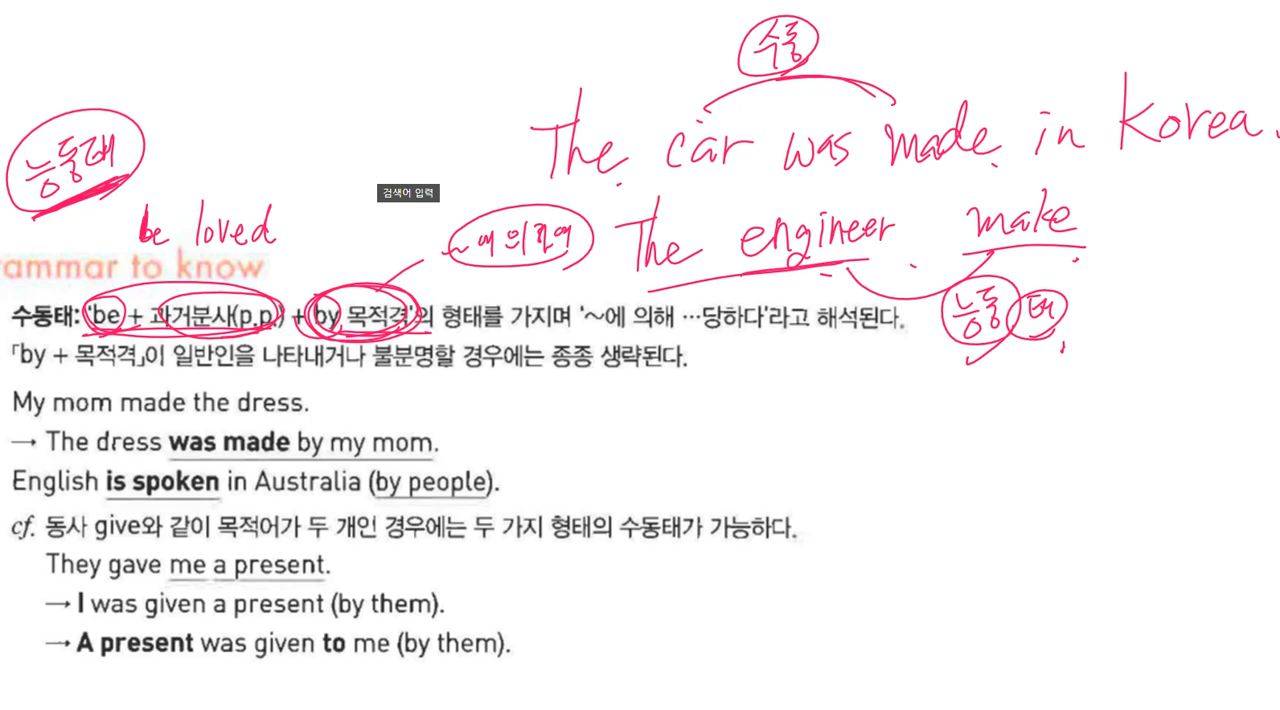 수동
The car was made in Korea.
능동태
검색어 입력
be loved
~에 의하여
The engineer make
ammar to know
능동태
수동태: 'be + 과거분사(p.p.) + by 목적격'의 형태를 가지며 '~에 의해 …당하다'라고 해석된다.
「by + 목적격」이 일반인을 나타내거나 불분명할 경우에는 종종 생략된다.
My mom made the dress.
→ The dress was made by my mom.
English is spoken in Australia (by people).
cf. 동사 give와 같이 목적어가 두 개인 경우에는 두 가지 형태의 수동태가 가능하다.
They gave me a present.
→ I was given a present (by them).
→ A present was given to me (by them).